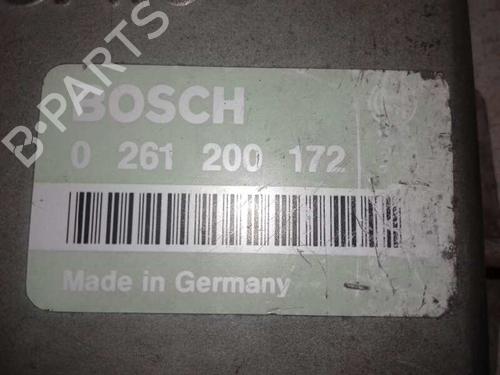 B-PARTS
BOSCH
0 261 200 172
Made in Germany